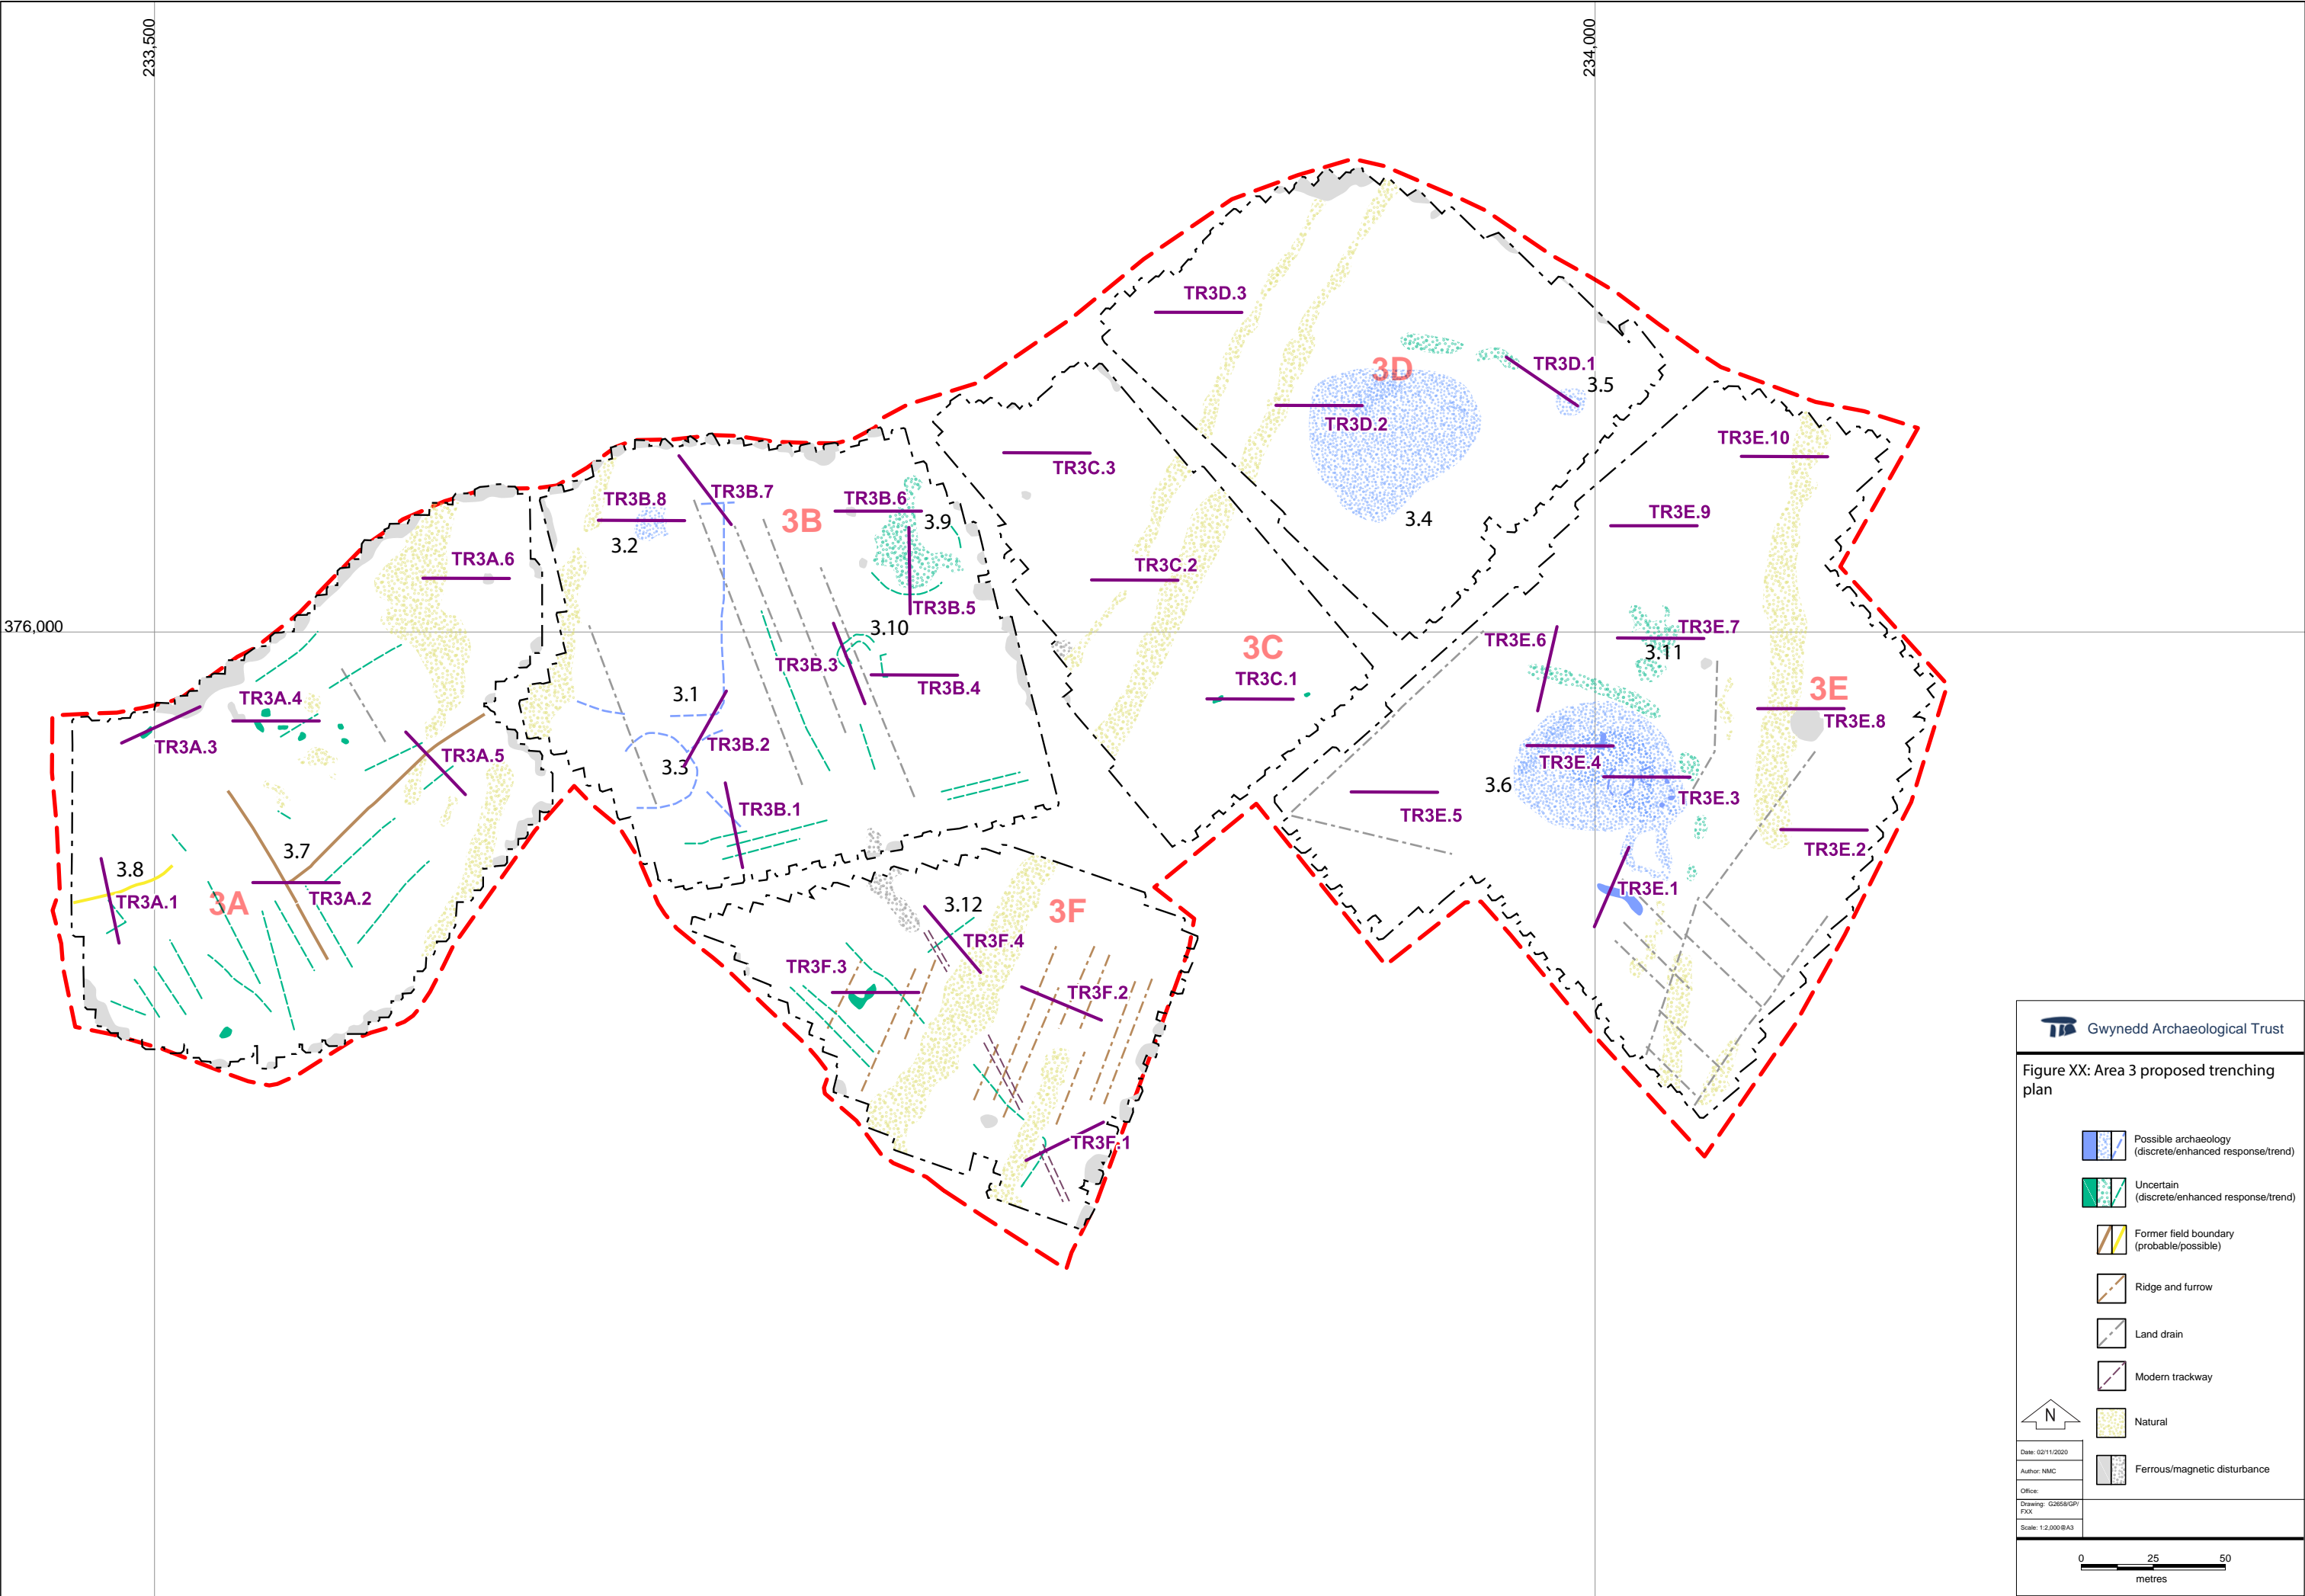 233,500
234,000
376,000
TR3D.3
3D
TR3D.1
3.5
TR3D.2
3.4
TR3E.10
TR3C.3
TR3E.9
TR3B.8
TR3B.7
3B
TR3B.6
3.9
3.2
TR3A.6
TR3C.2
TR3B.5
3.10
TR3B.3
TR3B.4
3C
TR3C.1
TR3E.6
TR3E.7
3.11
3E
TR3E.8
3.1
TR3B.2
3.3
TR3A.4
TR3A.3
TR3A.5
TR3E.4
3.6
TR3E.3
TR3E.5
TR3B.1
TR3E.2
3.7
3.8
TR3A.1
3A
TR3A.2
TR3E.1
3.12
3F
TR3F.4
TR3F.3
TR3F.2
TR3F.1
Gwynedd Archaeological Trust
Figure XX: Area 3 proposed trenching
plan
Possible archaeology
(discrete/enhanced response/trend)
Uncertain
(discrete/enhanced response/trend)
Former field boundary
(probable/possible)
Ridge and furrow
Land drain
Modern trackway
N
Natural
Ferrous/magnetic disturbance
Date: 02/11/2020
Author: NMC
Office:
Drawing: G2658/GP/
FXX
Scale: 1:2,000@A3
0 25 50
metres